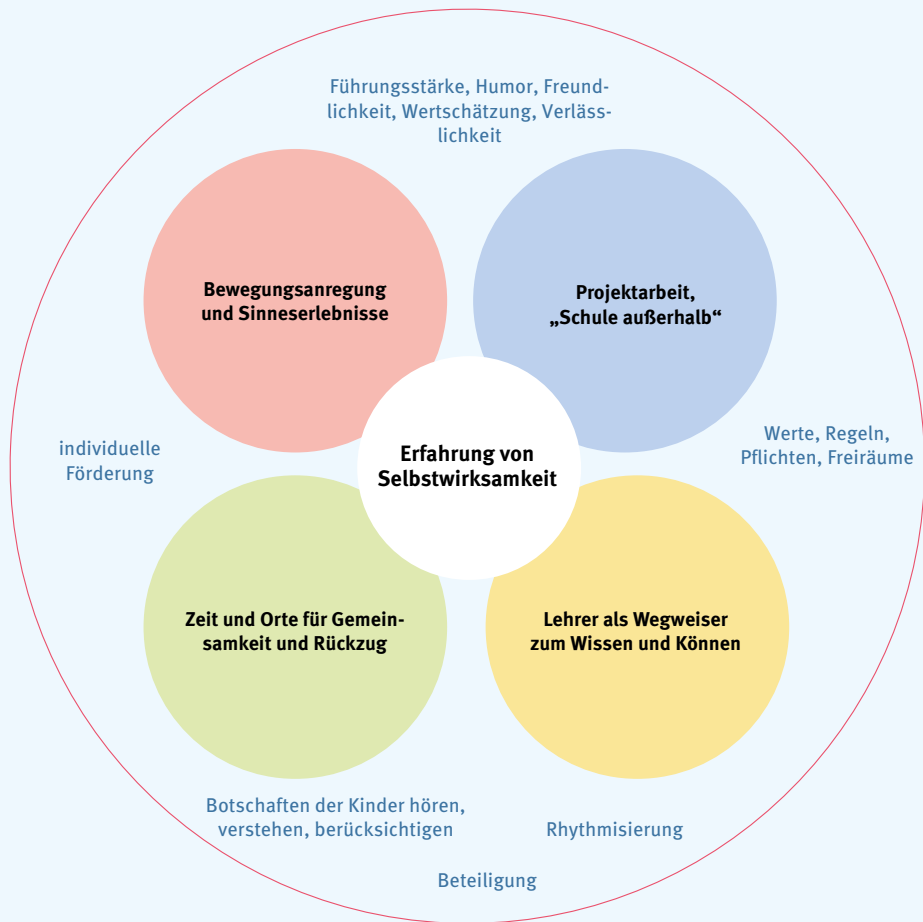 Führungsstärke, Humor, Freund-
lichkeit, Wertschätzung, Verläss-
lichkeit
Bewegungsanregung
und Sinneserlebnisse
Projektarbeit,
„Schule außerhalb“
individuelle
Förderung
Erfahrung von
Selbstwirksamkeit
Werte, Regeln,
Pflichten, Freiräume
Zeit und Orte für Gemein-
samkeit und Rückzug
Lehrer als Wegweiser
zum Wissen und Können
Botschaften der Kinder hören,
verstehen, berücksichtigen
Rhythmisierung
Beteiligung